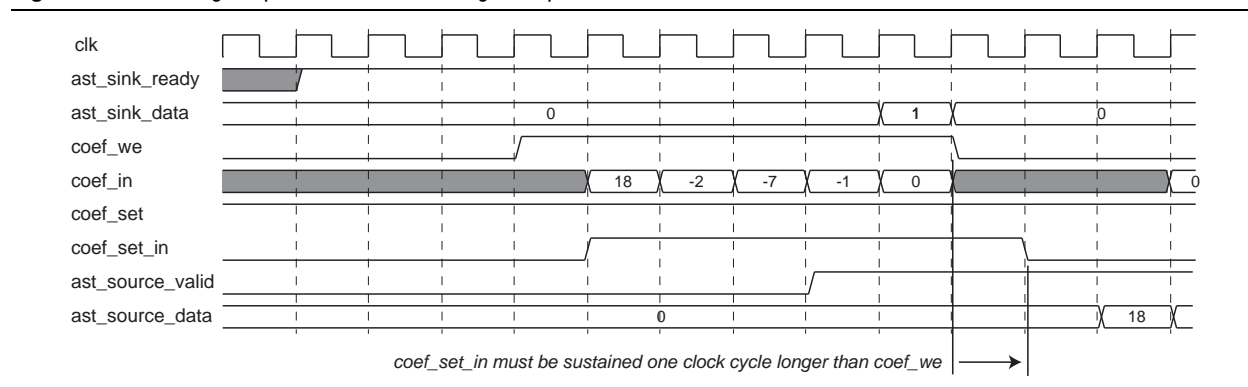 clk
ast_sink_ready
ast_sink_data 0 1 0
coef_we
coef_in 18 -2 -7 -1 0 0
coef_set
coef_set_in
ast_source_valid
ast_source_data 0 18
coef_set_in must be sustained one clock cycle longer than coef_we